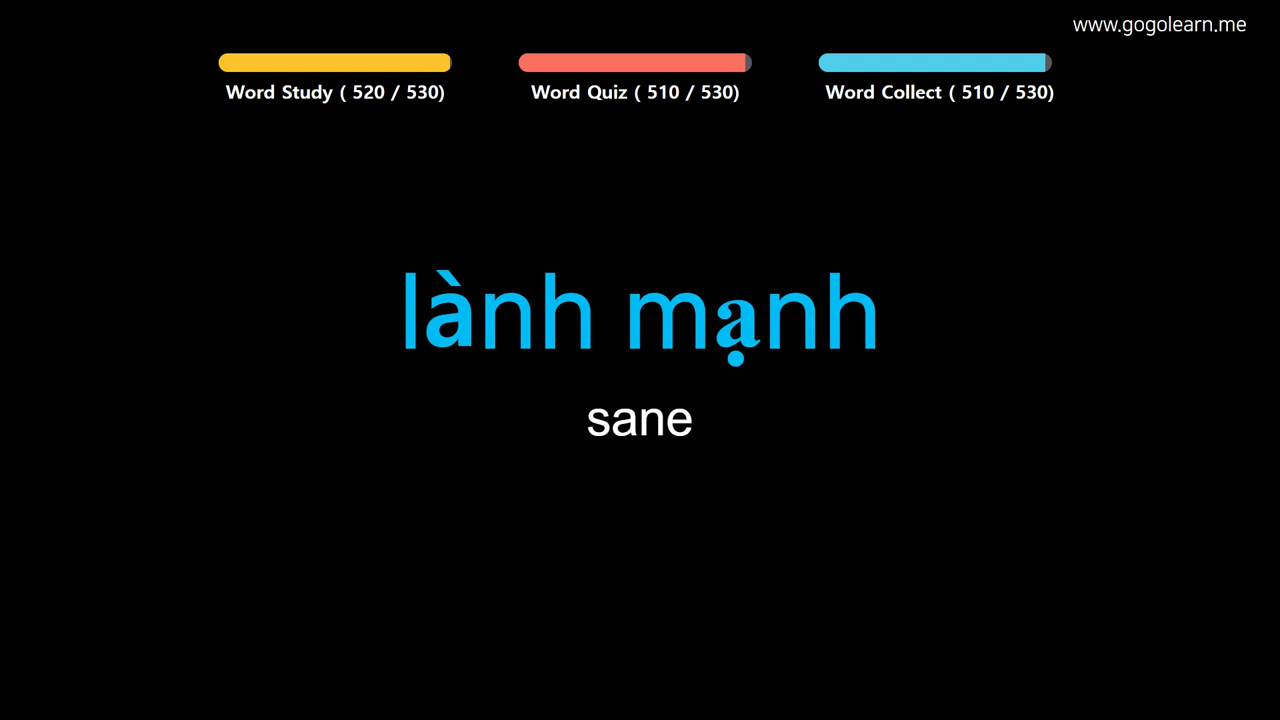 www.gogolearn.me
Word Study ( 520 / 530)
Word Quiz ( 510 / 530)
Word Collect ( 510 / 530)
lành mạnh
sane